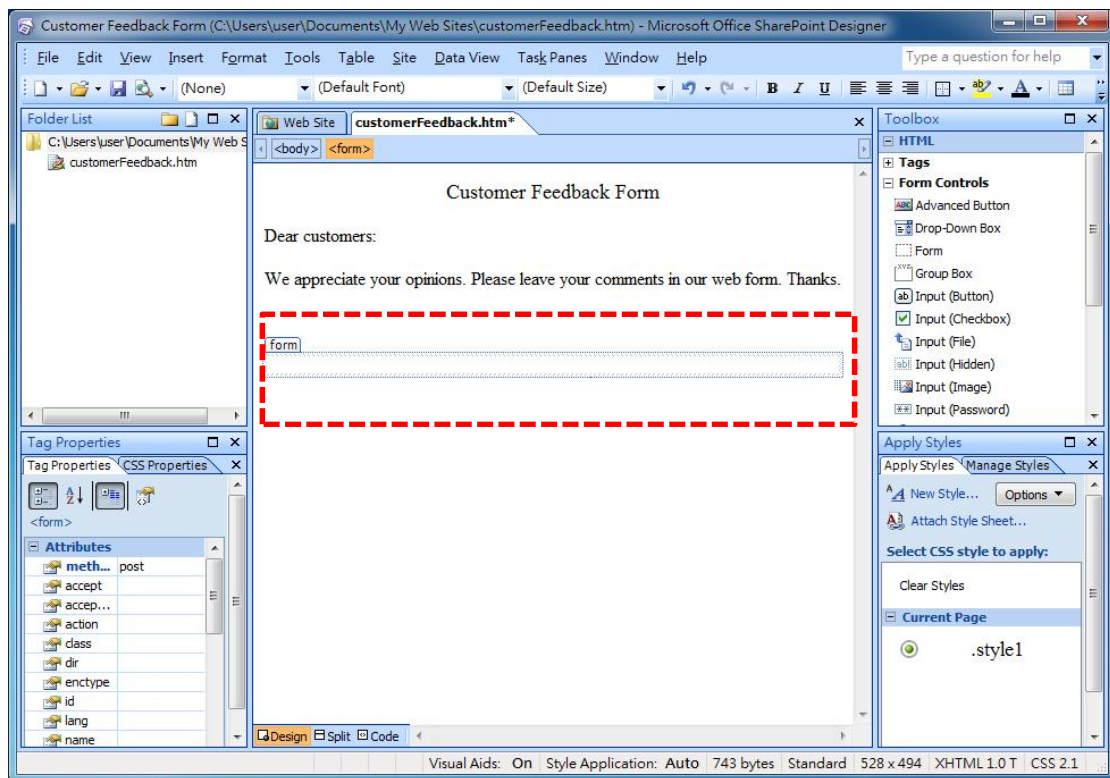 Customer Feedback Form (C:\Users\user\Documents\My Web Sites\customerFeedback.htm) - Microsoft Office SharePoint Designer
File Edit View Insert Format Tools Table Site Data View Task Panes Window Help Type a question for help
(None) (Default Font) (Default Size) B I U A
Folder List
C:\Users\user\Documents\My Web S
customerFeedback.htm
Web Site customerFeedback.htm*
<body> <form>
Customer Feedback Form
Dear customers:
We appreciate your opinions. Please leave your comments in our web form. Thanks.
form
Design Split Code
Toolbox
HTML
Tags
Form Controls
Advanced Button
Drop-Down Box
Form
Group Box
Input (Button)
Input (Checkbox)
Input (File)
Input (Hidden)
Input (Image)
Input (Password)
Tag Properties
Tag Properties CSS Properties
<form>
Attributes
meth... post
accept
accep...
action
class
dir
enctype
id
lang
name
Apply Styles
Apply Styles Manage Styles
New Style... Options
Attach Style Sheet...
Select CSS style to apply:
Clear Styles
Current Page
.style1
Visual Aids: On Style Application: Auto 743 bytes Standard 528 x 494 XHTML 1.0 T CSS 2.1